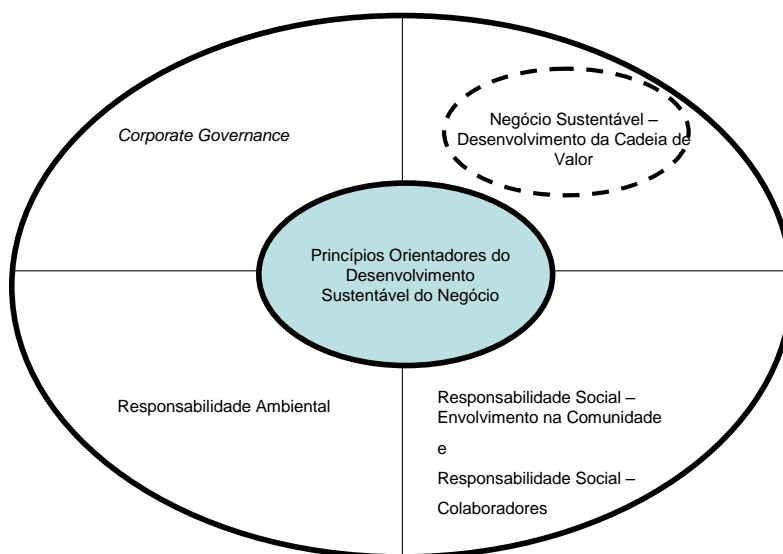 Corporate Governance
Negócio Sustentável –
Desenvolvimento da Cadeia de
Valor
Princípios Orientadores do
Desenvolvimento
Sustentável do Negócio
Responsabilidade Ambiental
Responsabilidade Social –
Envolvimento na Comunidade
e
Responsabilidade Social –
Colaboradores